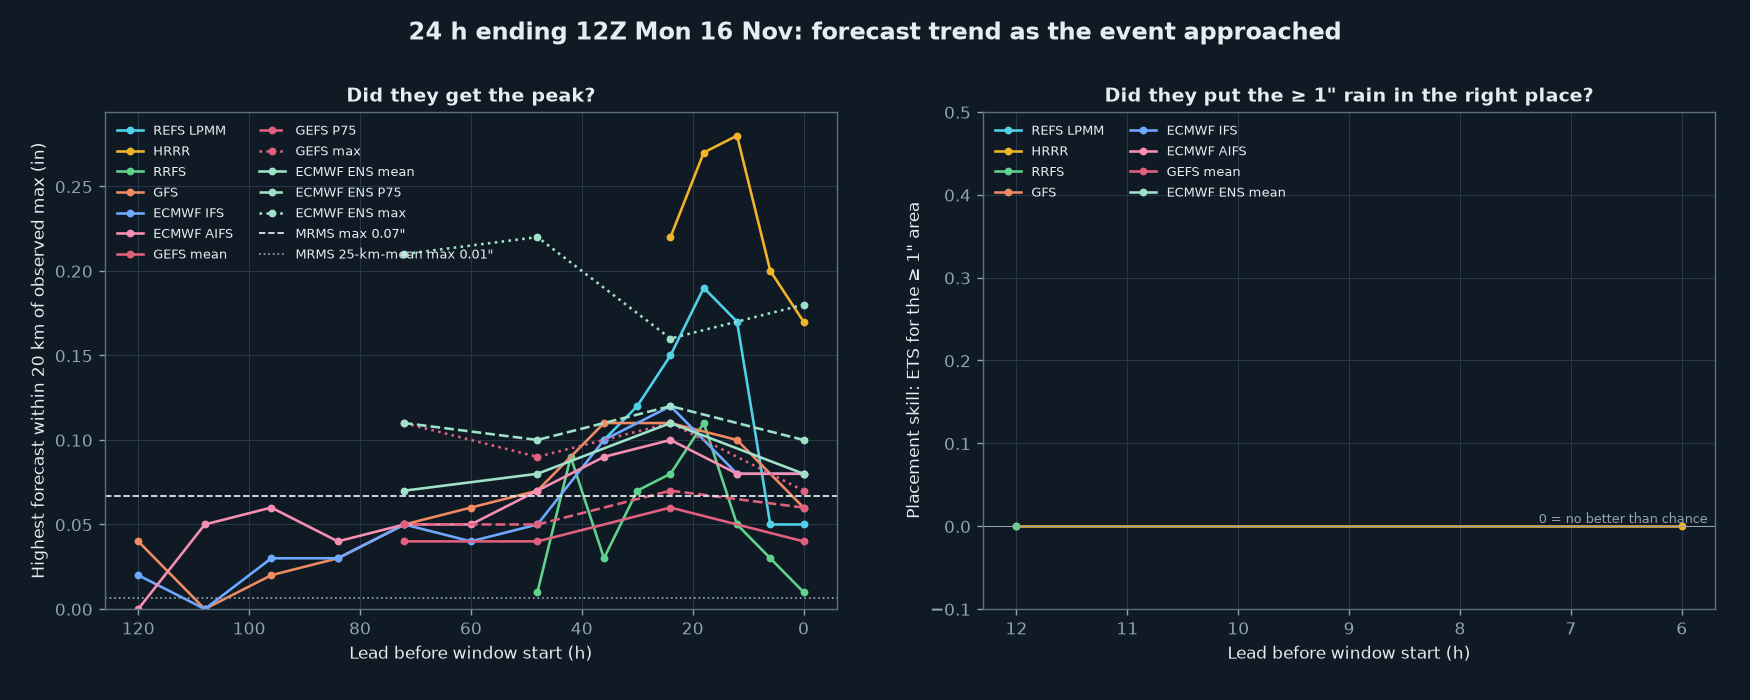 24 h ending 12Z Mon 16 Nov: forecast trend as the event approached
Did they get the peak?
Highest forecast within 20 km of observed max (in)
0.25
0.20
0.15
0.10
0.05
0.00
REFS LPMM
HRRR
RRFS
GFS
ECMWF IFS
ECMWF AIFS
GEFS mean
GEFS P75
GEFS max
ECMWF ENS mean
ECMWF ENS P75
ECMWF ENS max
MRMS max 0.07"
MRMS 25-km-mean max 0.01"
120 100 80 60 40 20 0
Lead before window start (h)
Did they put the ≥ 1" rain in the right place?
Placement skill: ETS for the ≥ 1" area
0.5
0.4
0.3
0.2
0.1
0.0
−0.1
REFS LPMM
HRRR
RRFS
GFS
ECMWF IFS
ECMWF AIFS
GEFS mean
ECMWF ENS mean
0 = no better than chance
12 11 10 9 8 7 6
Lead before window start (h)